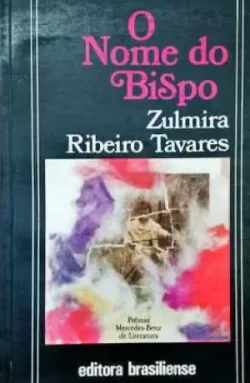 O
Nome do
Bispo
Zulmira
Ribeiro Tavares
Prêmio
Mercedes-Benz
de Literatura
editora brasiliense